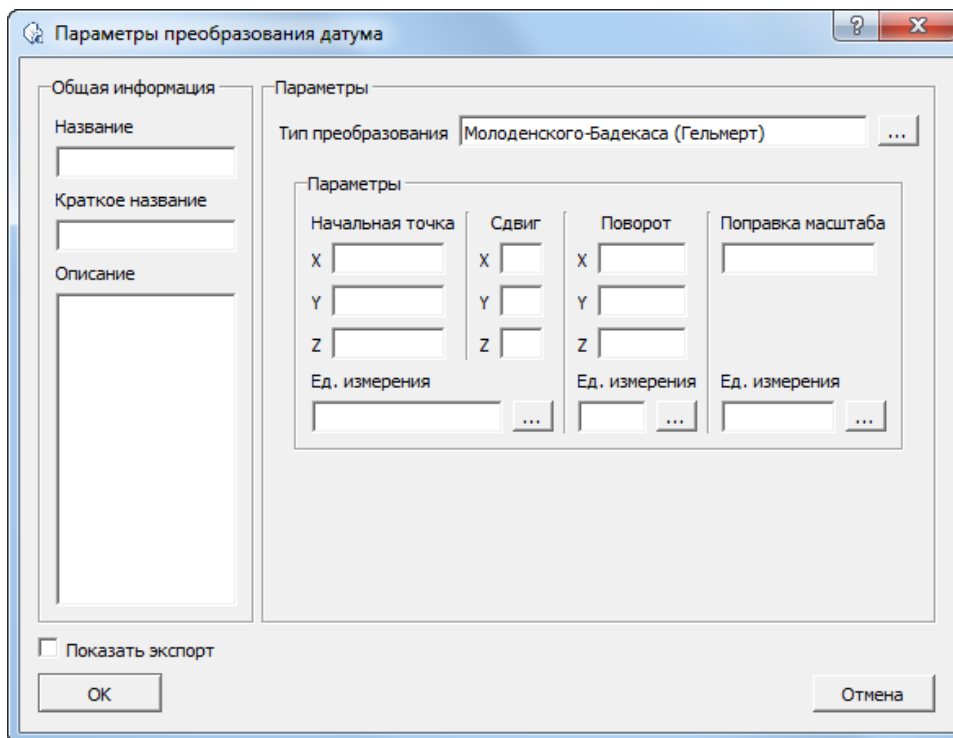 Параметры преобразования датума
Общая информация
Название
Краткое название
Описание
Параметры
Тип преобразования Молоденского-Бадекаса (Гельмерт) ...
Параметры
Начальная точка Сдвиг Поворот Поправка масштаба
X X X
Y Y Y
Z Z Z
Ед. измерения Ед. измерения Ед. измерения
... ... ...
Показать экспорт
OK Отмена